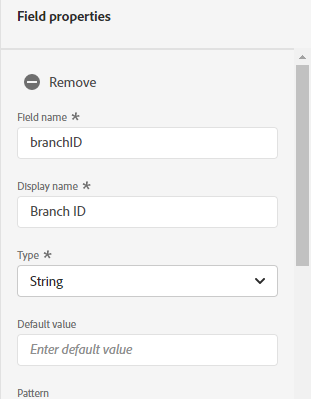 Field properties
Remove
Field name *
branchID
Display name *
Branch ID
Type *
String
Default value
Enter default value
Pattern